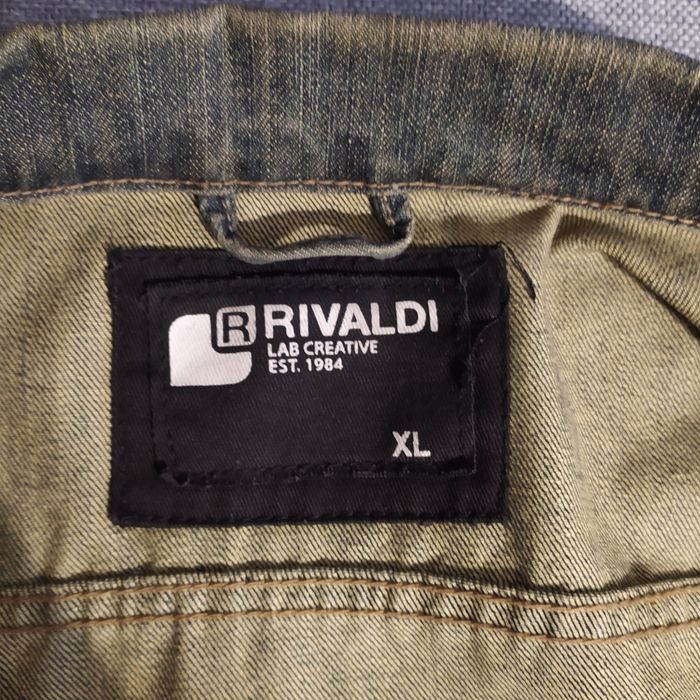 R RIVALDI
LAB CREATIVE
EST. 1984
XL